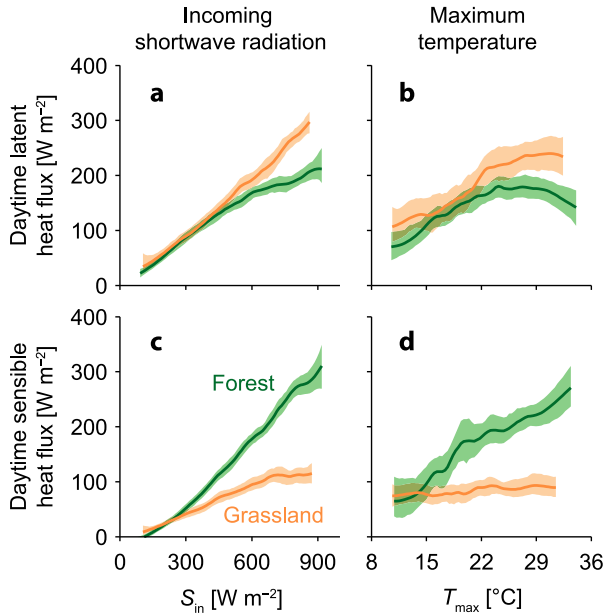 Incoming
shortwave radiation
Maximum
temperature
Daytime latent
heat flux [W m⁻²]
400
300
200
100
0
a
b
Daytime sensible
heat flux [W m⁻²]
400
300
200
100
0
c
d
Forest
Grassland
0 300 600 900
8 15 22 29 36
S_in [W m⁻²]
T_max [°C]